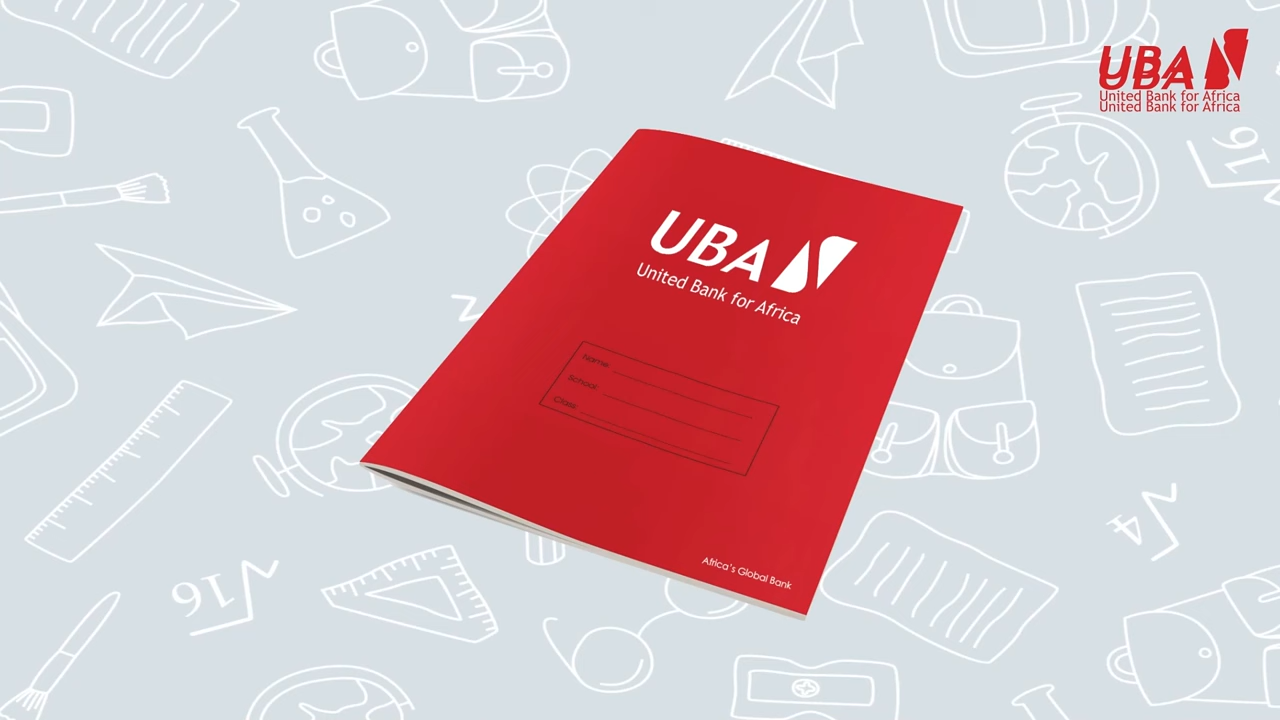 UBA
UBA
United Bank for Africa
United Bank for Africa
UBA
United Bank for Africa
Name:
School:
Class:
Africa's Global Bank
√16
√4
√16